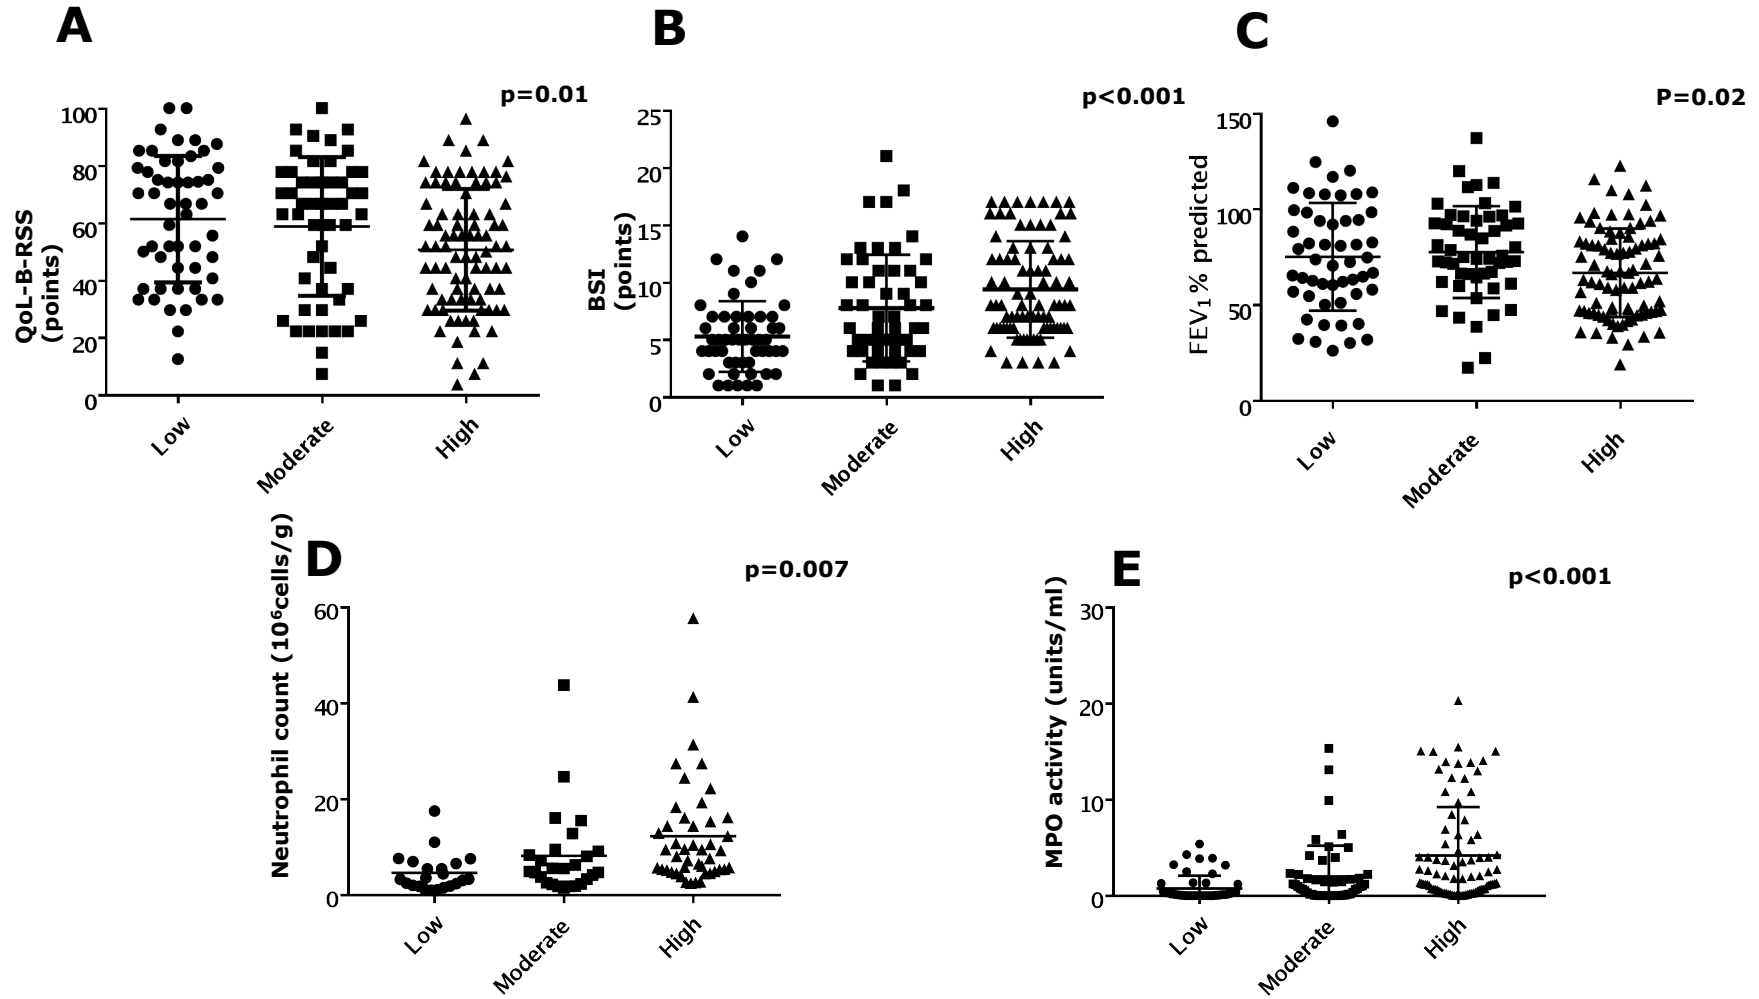 A
B
C
p=0.01
p<0.001
P=0.02
QoL-B-RSS
(points)
100
80
60
40
20
0
Low
Moderate
High
BSI
(points)
25
20
15
10
5
0
Low
Moderate
High
FEV₁% predicted
150
100
50
0
Low
Moderate
High
D
E
p=0.007
p<0.001
Neutrophil count (10⁶cells/g)
60
40
20
0
Low
Moderate
High
MPO activity (units/ml)
30
20
10
0
Low
Moderate
High